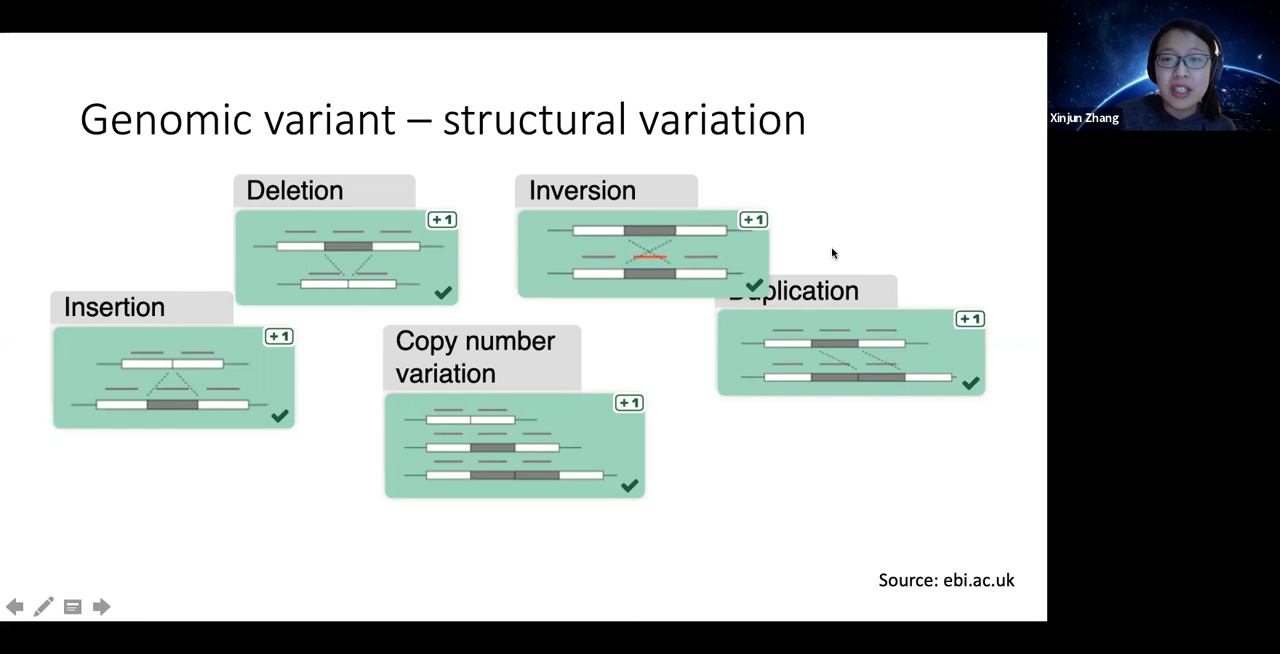 Genomic variant – structural variation
Deletion
+1
Inversion
+1
Insertion
+1
Duplication
+1
Copy number
variation
+1
Source: ebi.ac.uk
Xinjun Zhang